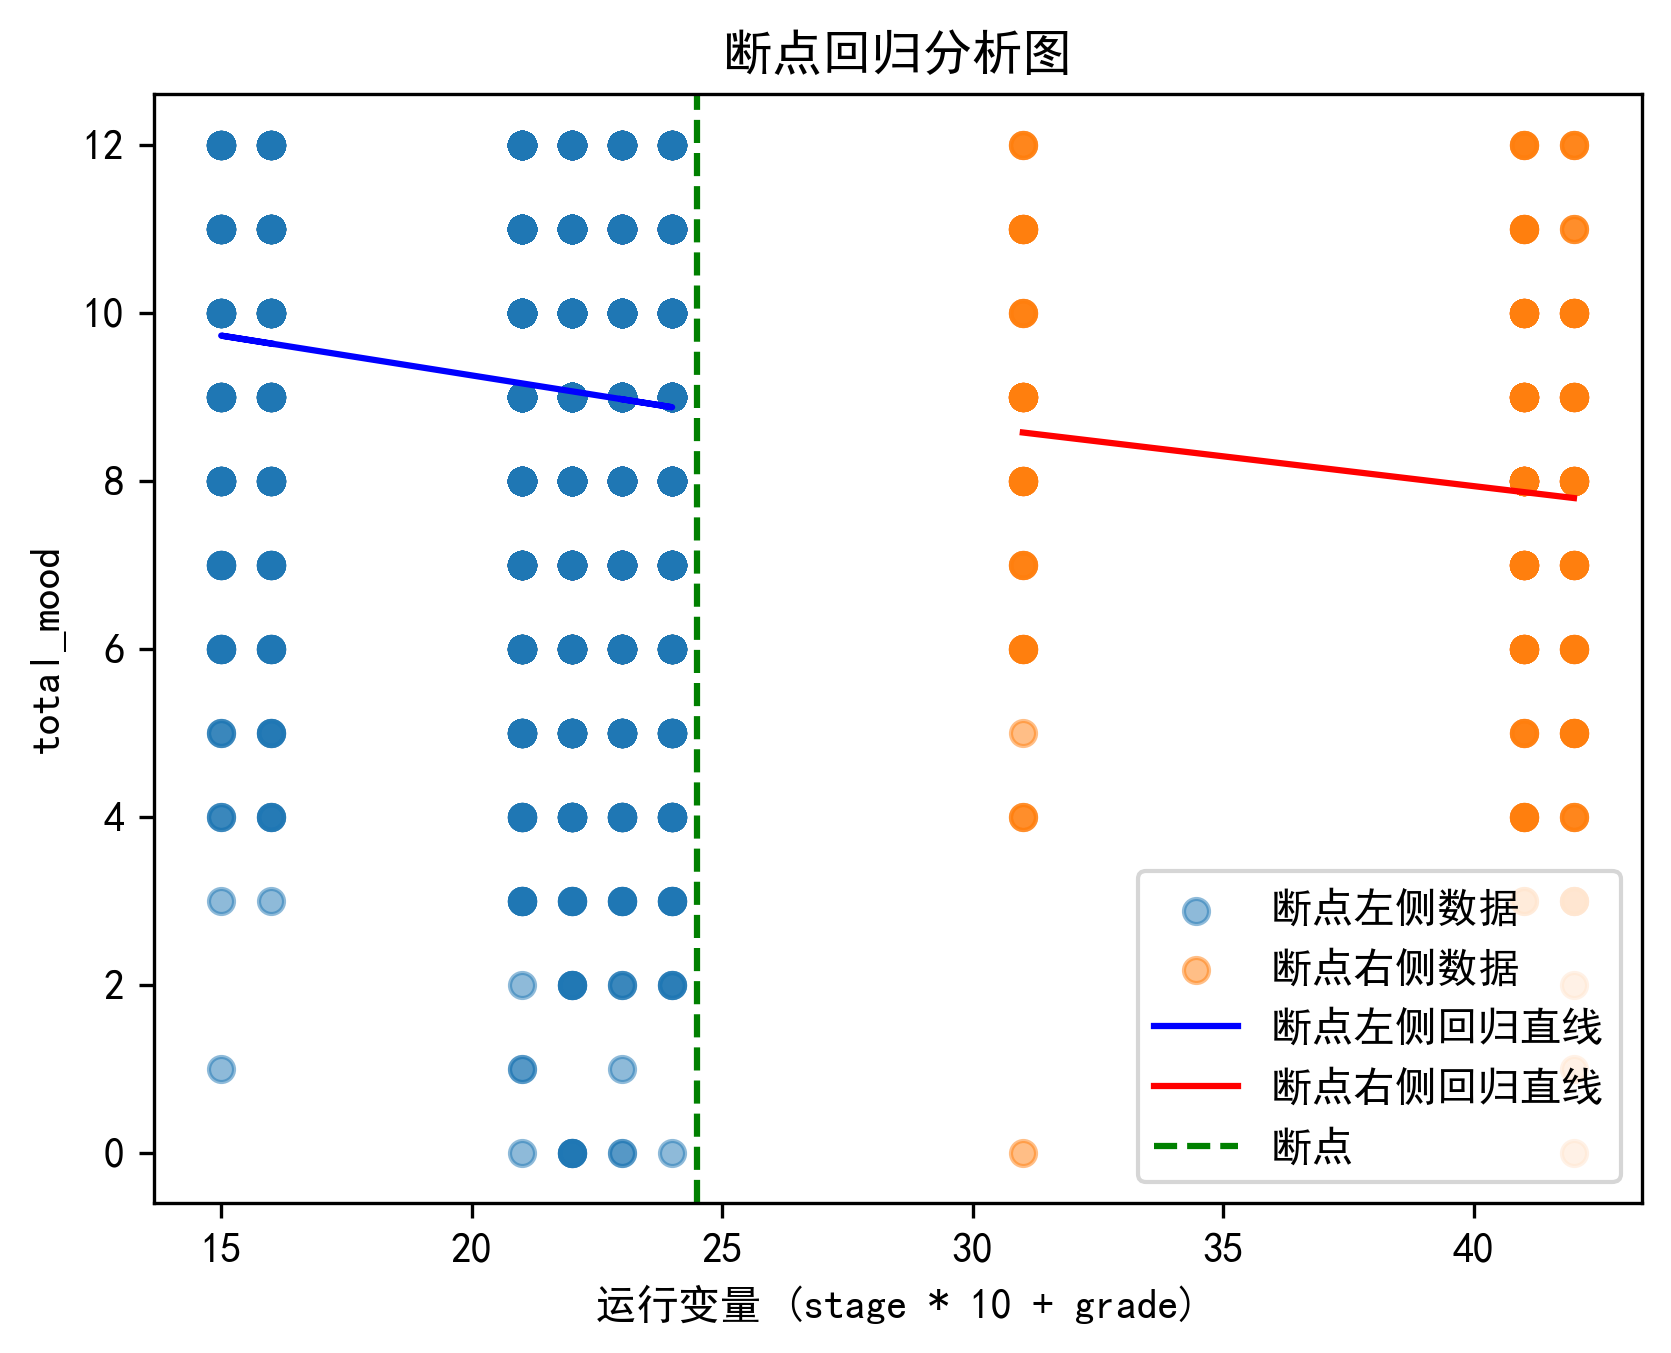 断点回归分析图
total_mood
12
10
8
6
4
2
0
15 20 25 30 35 40
运行变量 (stage * 10 + grade)
断点左侧数据
断点右侧数据
断点左侧回归直线
断点右侧回归直线
断点